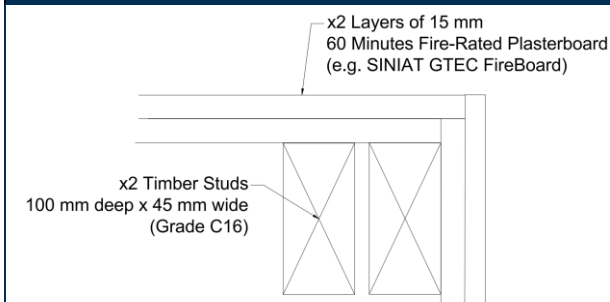 x2 Layers of 15 mm
60 Minutes Fire-Rated Plasterboard
(e.g. SINIAT GTEC FireBoard)
x2 Timber Studs
100 mm deep x 45 mm wide
(Grade C16)